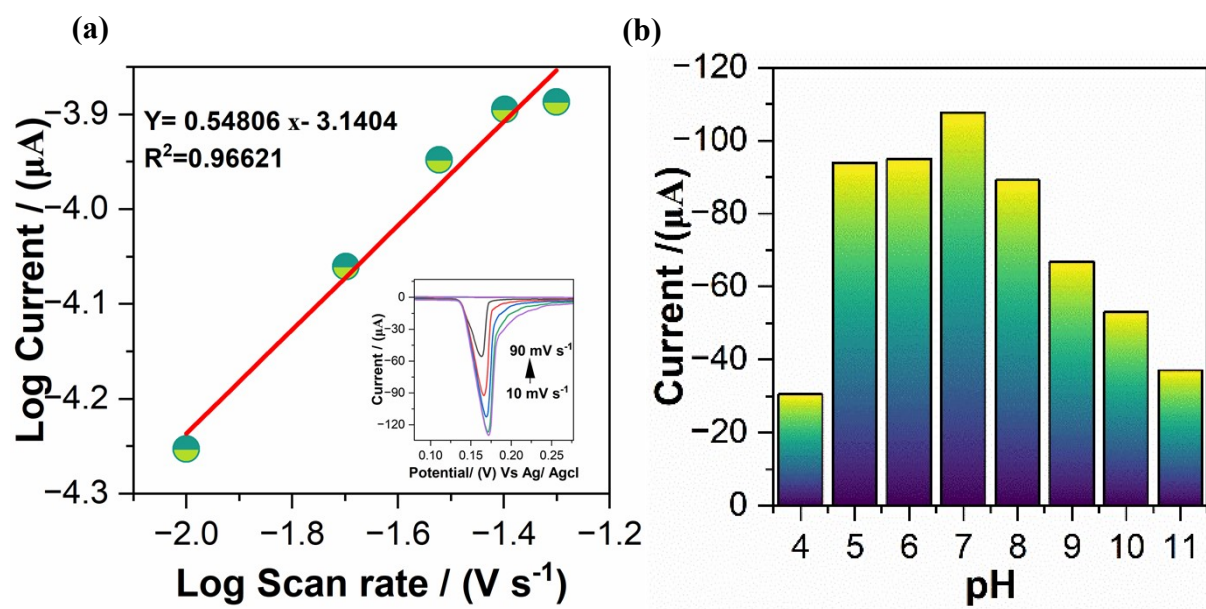 (a)
Log Current / (μA)
−3.9
−4.0
−4.1
−4.2
−4.3
Y= 0.54806 x- 3.1404
R²=0.96621
Current / (μA)
0
−30
−60
−90
−120
90 mV s⁻¹
10 mV s⁻¹
0.10 0.15 0.20 0.25
Potential/ (V) Vs Ag/ Agcl
−2.0 −1.8 −1.6 −1.4 −1.2
Log Scan rate / (V s⁻¹)
(b)
Current /(μA)
−120
−100
−80
−60
−40
−20
0
4 5 6 7 8 9 10 11
pH